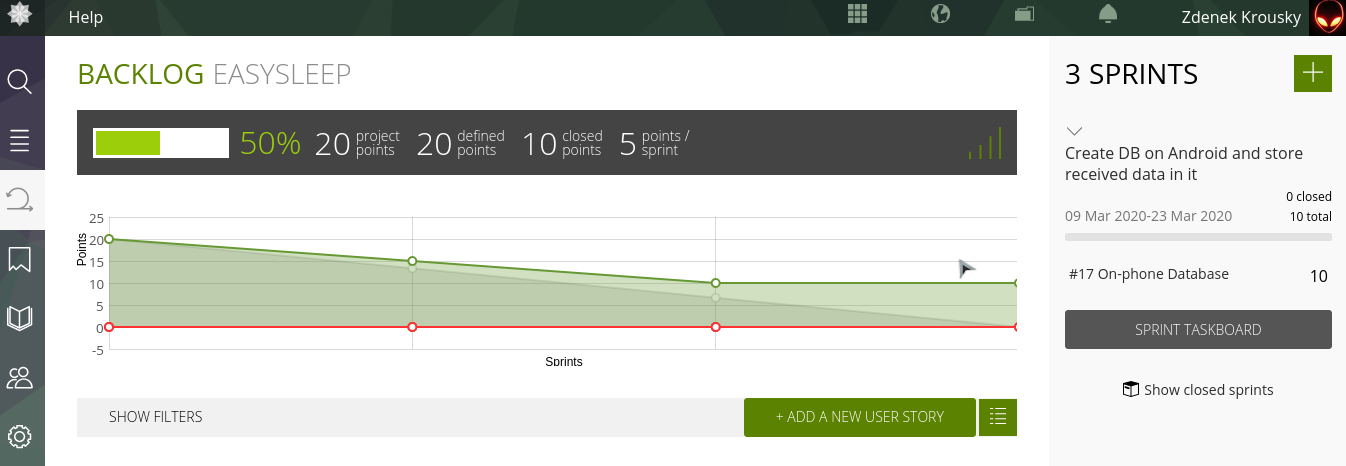 Help
Zdenek Krousky
BACKLOG EASYSLEEP
50% 20 project points 20 defined points 10 closed points 5 points / sprint
25
20
15
10
5
0
-5
Points
Sprints
SHOW FILTERS
+ ADD A NEW USER STORY
3 SPRINTS
Create DB on Android and store
received data in it
0 closed
09 Mar 2020-23 Mar 2020
10 total
#17 On-phone Database
10
SPRINT TASKBOARD
Show closed sprints